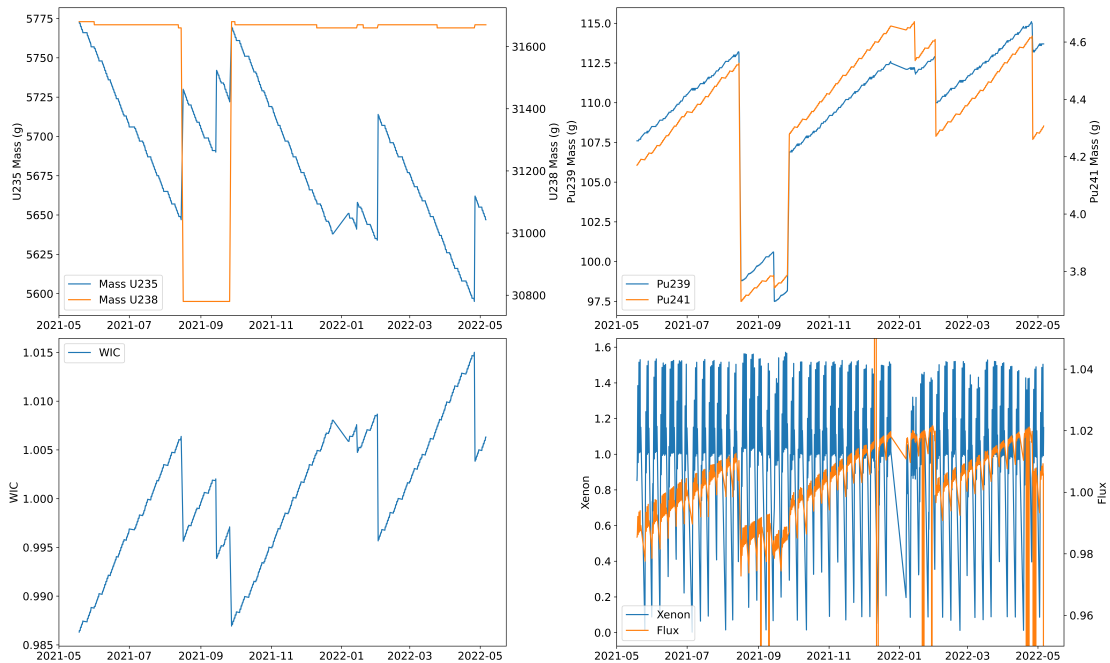 5775
5750
5725
5700
5675
5650
5625
5600
U235 Mass (g)
31600
31400
31200
31000
30800
U238 Mass (g)
Mass U235
Mass U238
2021-05 2021-07 2021-09 2021-11 2022-01 2022-03 2022-05
115.0
112.5
110.0
107.5
105.0
102.5
100.0
97.5
Pu239 Mass (g)
4.6
4.4
4.2
4.0
3.8
Pu241 Mass (g)
Pu239
Pu241
2021-05 2021-07 2021-09 2021-11 2022-01 2022-03 2022-05
WIC
1.015
1.010
1.005
1.000
0.995
0.990
0.985
WIC
2021-05 2021-07 2021-09 2021-11 2022-01 2022-03 2022-05
1.6
1.4
1.2
1.0
0.8
0.6
0.4
0.2
0.0
Xenon
1.04
1.02
1.00
0.98
0.96
Flux
Xenon
Flux
2021-05 2021-07 2021-09 2021-11 2022-01 2022-03 2022-05